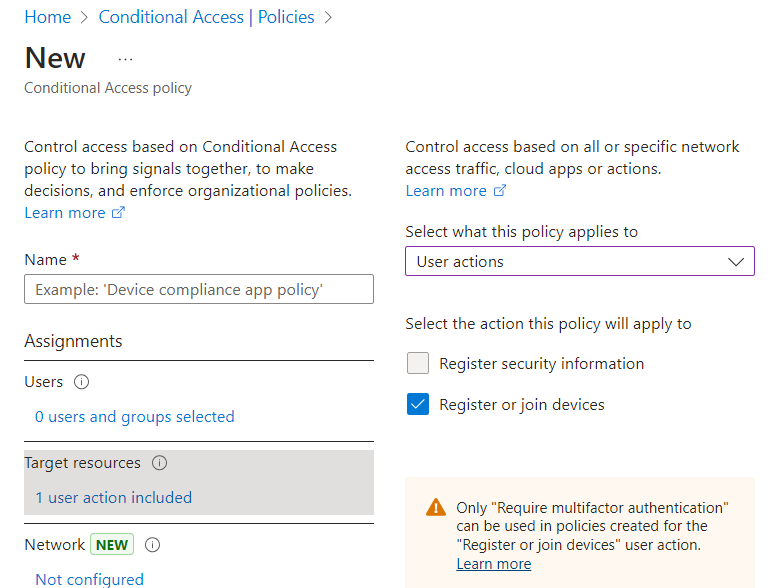 Home > Conditional Access | Policies >
New ...
Conditional Access policy
Control access based on Conditional Access
policy to bring signals together, to make
decisions, and enforce organizational policies.
Learn more
Name *
Example: 'Device compliance app policy'
Assignments
Users
0 users and groups selected
Target resources
1 user action included
Network NEW
Not configured
Control access based on all or specific network
access traffic, cloud apps or actions.
Learn more
Select what this policy applies to
User actions
Select the action this policy will apply to
Register security information
Register or join devices
Only "Require multifactor authentication"
can be used in policies created for the
"Register or join devices" user action.
Learn more